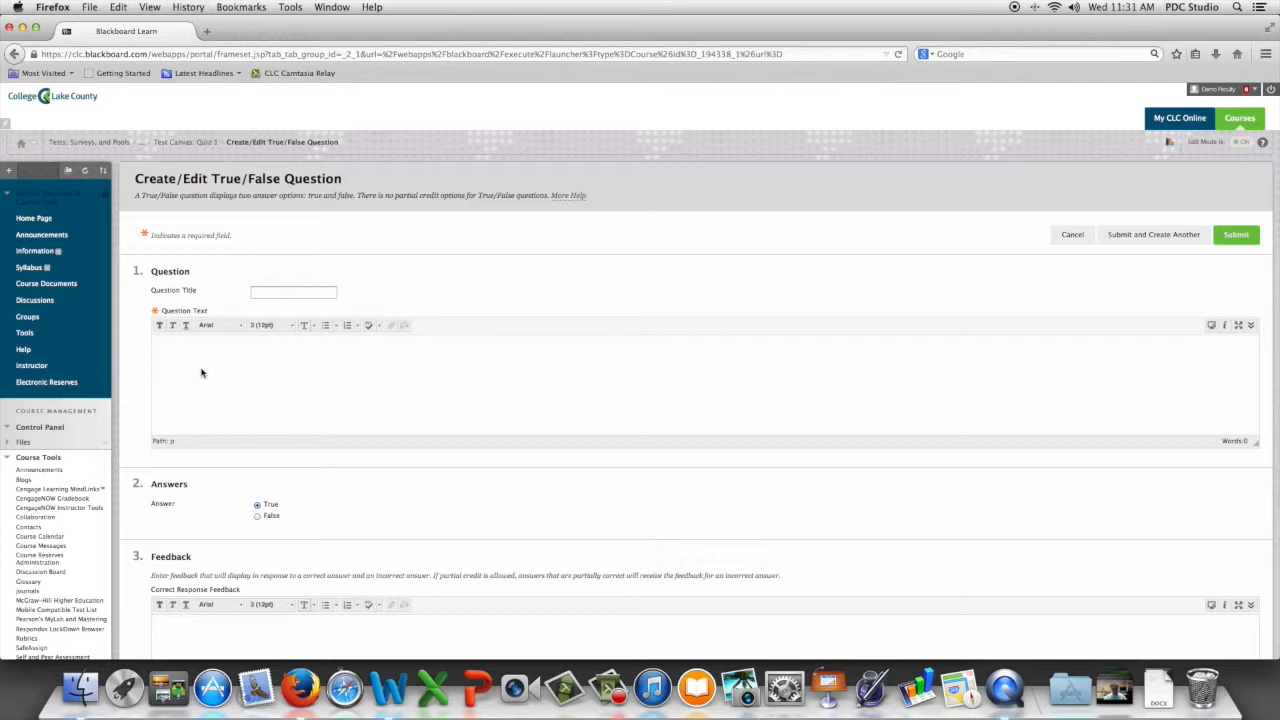 Firefox File Edit View History Bookmarks Tools Window Help Wed 11:31 AM PDC Studio
Blackboard Learn
https://clc.blackboard.com/webapps/portal/frameset.jsp?tab_tab_group_id=_2_1&url=%2Fwebapps%2Fblackboard%2Fexecute%2Flauncher%3Ftype%3DCourse%26id%3D_194338_1%26url%3D Google
Most Visited Getting Started Latest Headlines CLC Camtasia Relay
College Lake County
Demo Faculty 8
My CLC Online Courses
Tests, Surveys, and Pools Test Canvas: Quiz 1 Create/Edit True/False Question Edit Mode is: ON ?
Create/Edit True/False Question
A True/False question displays two answer options: true and false. There is no partial credit options for True/False questions. More Help
* Indicates a required field.
Cancel Submit and Create Another Submit
Home Page
Announcements
Information
Syllabus
Course Documents
Discussions
Groups
Tools
Help
Instructor
Electronic Reserves
COURSE MANAGEMENT
Control Panel
Files
Course Tools
Announcements
Blogs
Cengage Learning MindLinks™
CengageNOW Gradebook
CengageNOW Instructor Tools
Collaboration
Contacts
Course Calendar
Course Messages
Course Reserves
Administration
Discussion Board
Glossary
Journals
McGraw-Hill Higher Education
Mobile Compatible Test List
Pearson's MyLab and Mastering
Respondus LockDown Browser
Rubrics
SafeAssign
Self and Peer Assessment
1. Question
Question Title
* Question Text
T T T Arial 3 (12pt) T
Path: p Words:0
2. Answers
Answer True
False
3. Feedback
Enter feedback that will display in response to a correct answer and an incorrect answer. If partial credit is allowed, answers that are partially correct will receive the feedback for an incorrect answer.
Correct Response Feedback
T T T Arial 3 (12pt) T
DOCX